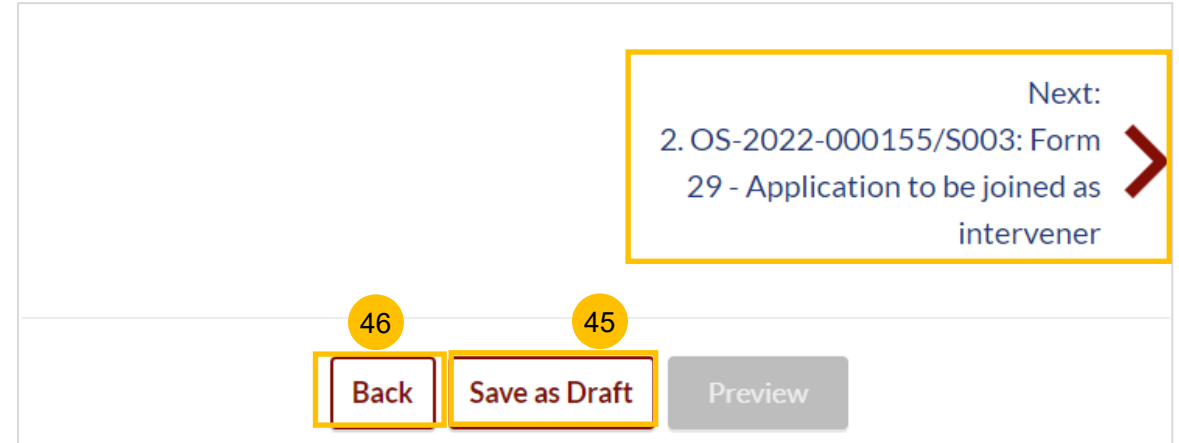 Next:
2. OS-2022-000155/S003: Form
29 - Application to be joined as
intervener
46
45
Back
Save as Draft
Preview